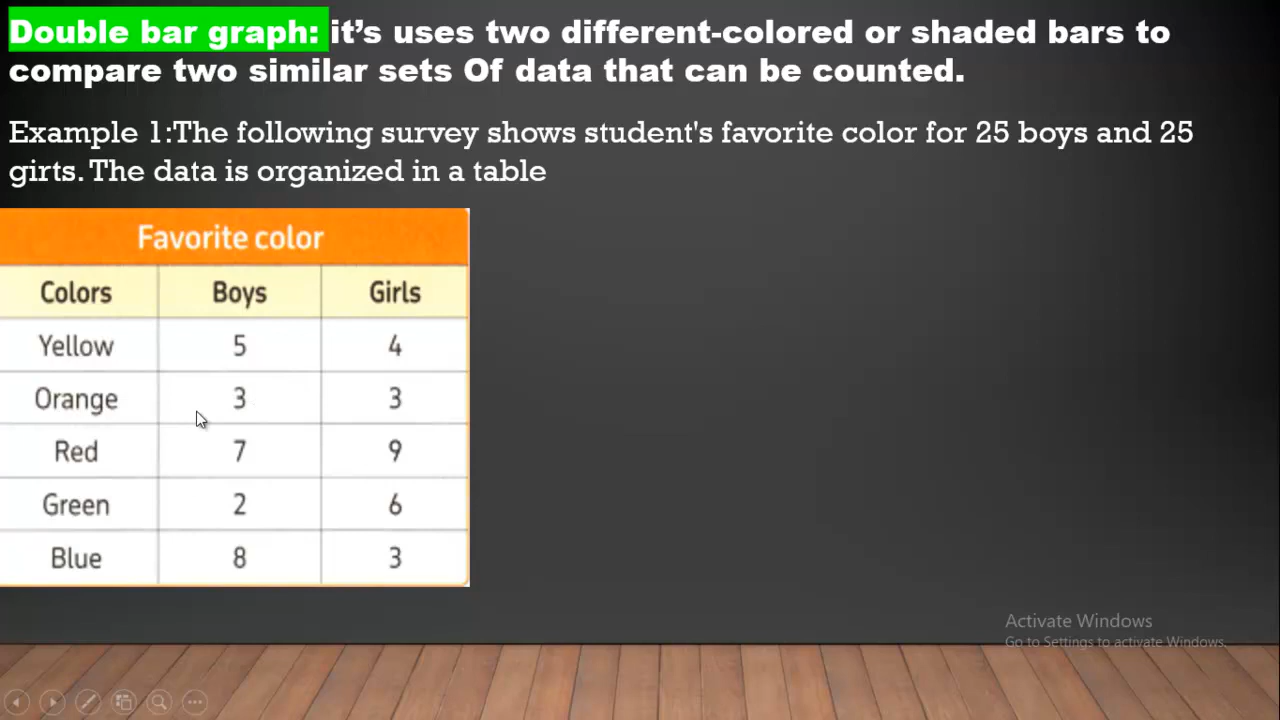 Double bar graph: it’s uses two different-colored or shaded bars to
compare two similar sets Of data that can be counted.
Example 1:The following survey shows student's favorite color for 25 boys and 25
girts. The data is organized in a table
Favorite color
Colors Boys Girls
Yellow 5 4
Orange 3 3
Red 7 9
Green 2 6
Blue 8 3
Activate Windows
Go to Settings to activate Windows.